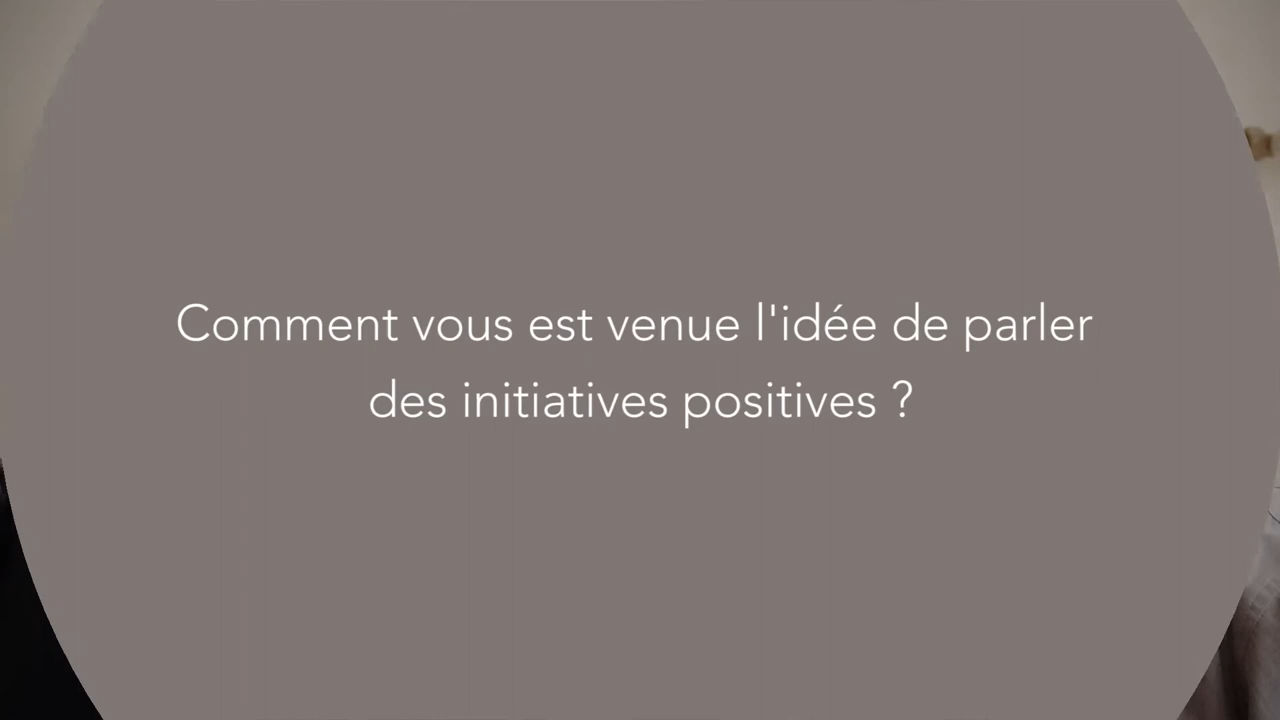 Comment vous est venue l'idée de parler
des initiatives positives ?